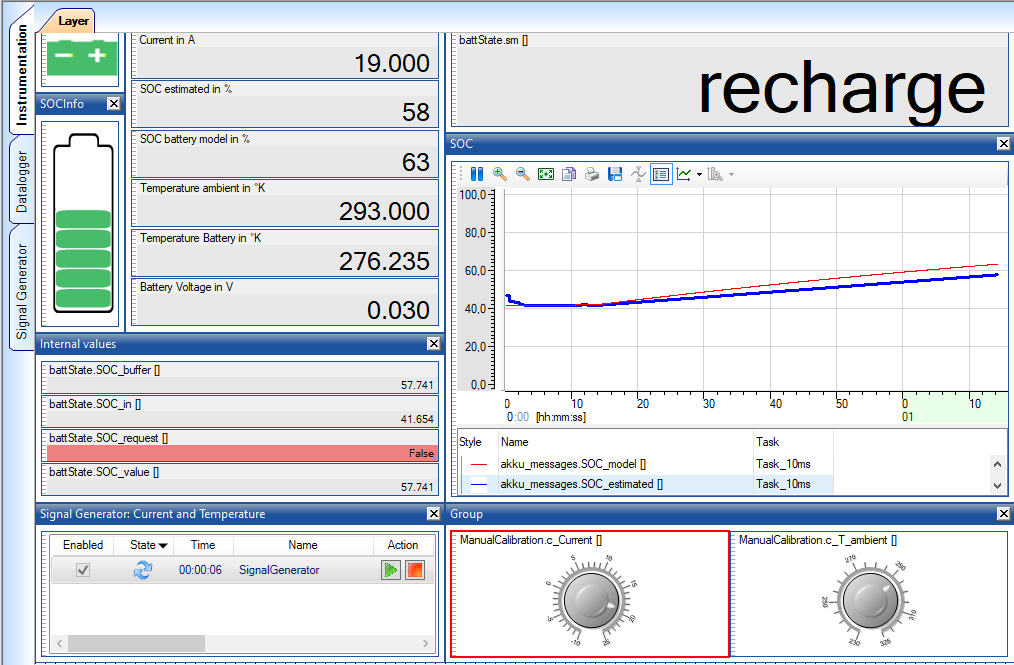 Layer
Instrumentation
Datalogger
Signal Generator
Current in A
19.000
SOCInfo
SOC estimated in %
58
SOC battery model in %
63
Temperature ambient in °K
293.000
Temperature Battery in °K
276.235
Battery Voltage in V
0.030
battState.sm []
recharge
SOC
100,0
80,0
60,0
40,0
20,0
0,0
0 10 20 30 40 50 0 10
0:00 [hh:mm:ss] 01
Style Name Task
akku_messages.SOC_model [] Task_10ms
akku_messages.SOC_estimated [] Task_10ms
Internal values
battState.SOC_buffer []
57.741
battState.SOC_in []
41.654
battState.SOC_request []
False
battState.SOC_value []
57.741
Signal Generator: Current and Temperature
Enabled State Time Name Action
00:00:06 SignalGenerator
Group
ManualCalibration.c_Current []
-10 -5 0 5 10 15 20
ManualCalibration.c_T_ambient []
230 250 270 290 310 325